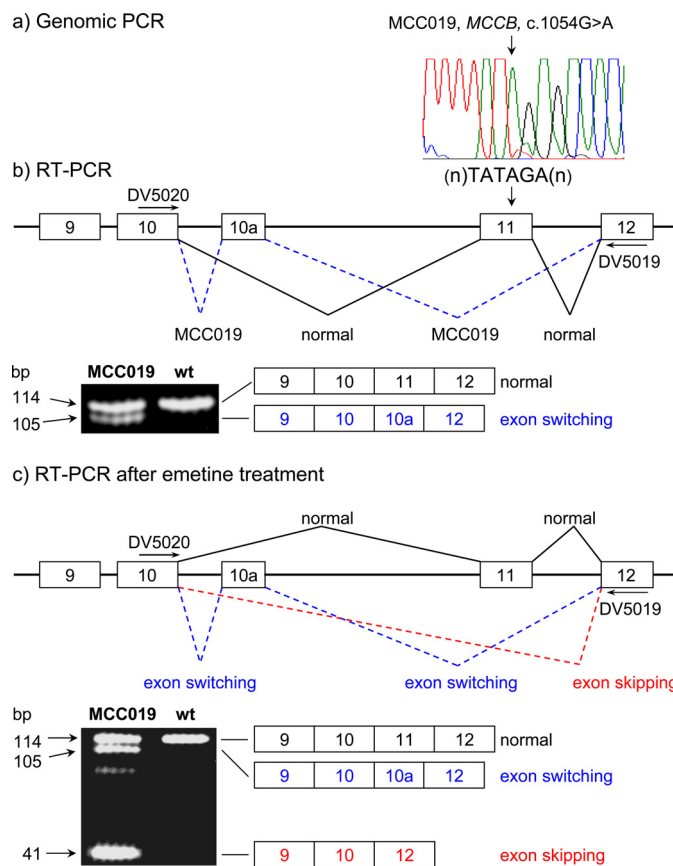 a) Genomic PCR
MCC019, MCCB, c.1054G>A
(n)TATAGA(n)
b) RT-PCR
DV5020
9 10 10a 11 12
DV5019
MCC019 normal MCC019 normal
bp MCC019 wt
114
105
9 10 11 12 normal
9 10 10a 12 exon switching
c) RT-PCR after emetine treatment
normal normal
DV5020
9 10 10a 11 12
DV5019
exon switching exon switching exon skipping
bp MCC019 wt
114
105
41
9 10 11 12 normal
9 10 10a 12 exon switching
9 10 12 exon skipping